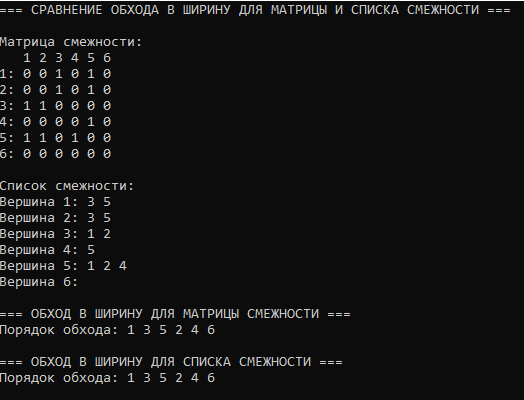 === СРАВНЕНИЕ ОБХОДА В ШИРИНУ ДЛЯ МАТРИЦЫ И СПИСКА СМЕЖНОСТИ ===
Матрица смежности:
1 2 3 4 5 6
1: 0 0 1 0 1 0
2: 0 0 1 0 1 0
3: 1 1 0 0 0 0
4: 0 0 0 0 1 0
5: 1 1 0 1 0 0
6: 0 0 0 0 0 0
Список смежности:
Вершина 1: 3 5
Вершина 2: 3 5
Вершина 3: 1 2
Вершина 4: 5
Вершина 5: 1 2 4
Вершина 6:
=== ОБХОД В ШИРИНУ ДЛЯ МАТРИЦЫ СМЕЖНОСТИ ===
Порядок обхода: 1 3 5 2 4 6
=== ОБХОД В ШИРИНУ ДЛЯ СПИСКА СМЕЖНОСТИ ===
Порядок обхода: 1 3 5 2 4 6